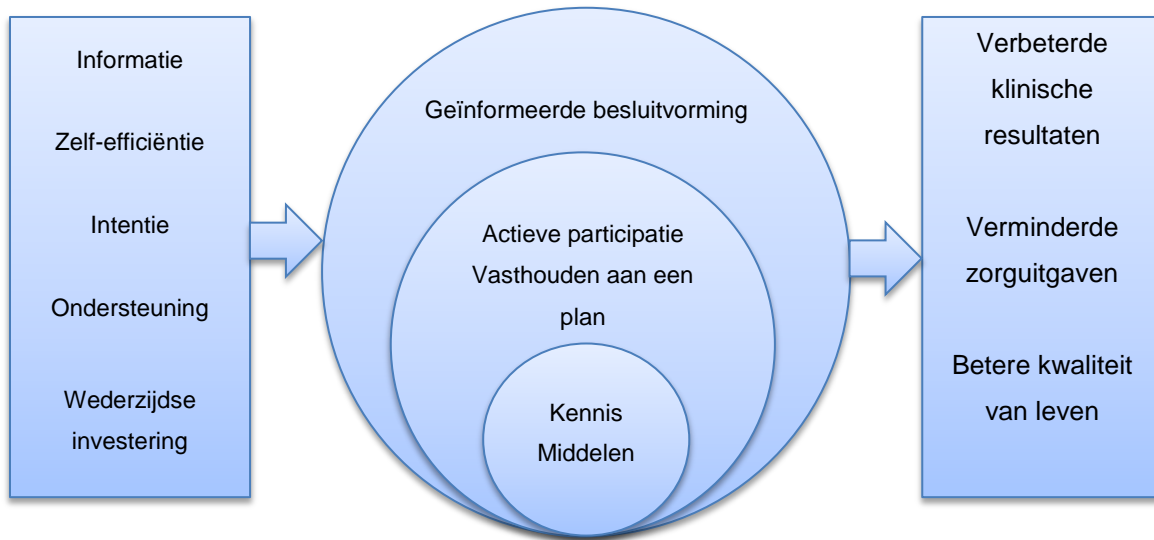 Informatie
Zelf-efficiëntie
Intentie
Ondersteuning
Wederzijdse
investering
Geïnformeerde besluitvorming
Actieve participatie
Vasthouden aan een
plan
Kennis
Middelen
Verbeterde
klinische
resultaten
Verminderde
zorguitgaven
Betere kwaliteit
van leven